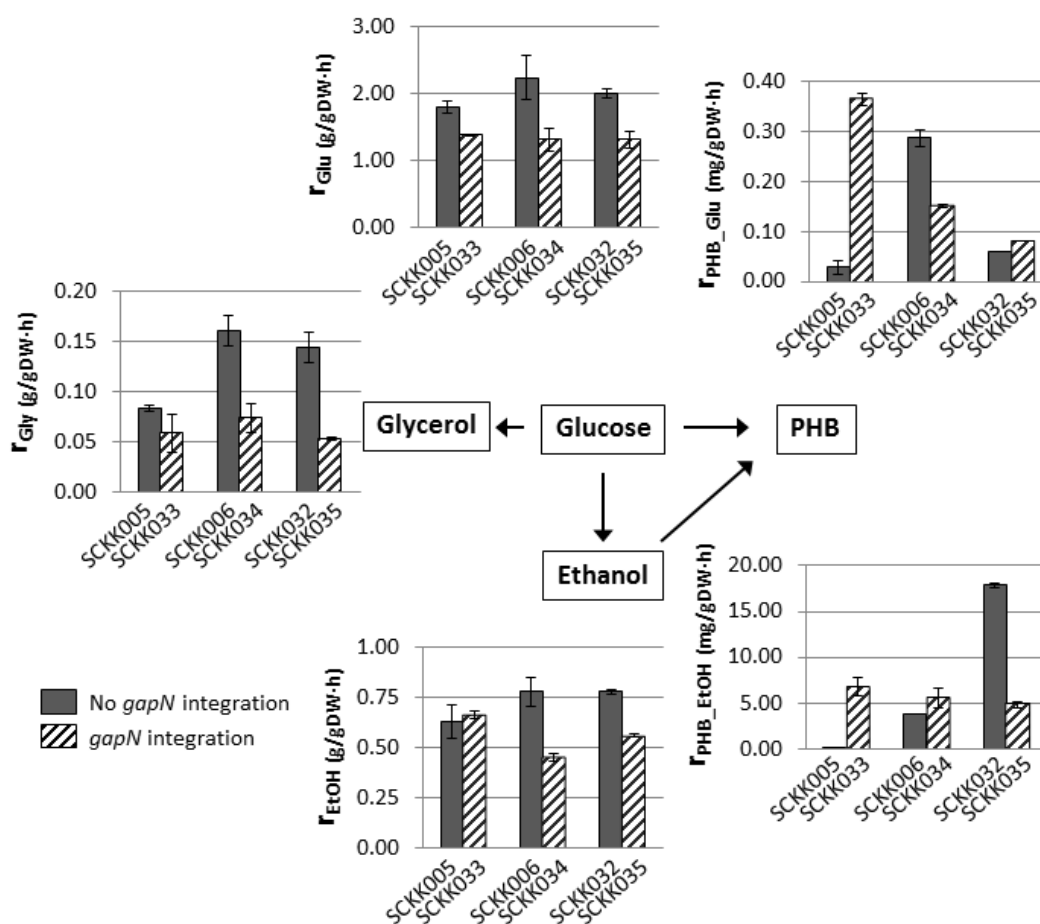 r_Glu (g/gDW·h)
3.00
2.00
1.00
0.00
SCKK005
SCKK033
SCKK006
SCKK034
SCKK032
SCKK035
r_PHB_Glu (mg/gDW·h)
0.40
0.30
0.20
0.10
0.00
SCKK005
SCKK033
SCKK006
SCKK034
SCKK032
SCKK035
r_Gly (g/gDW·h)
0.20
0.15
0.10
0.05
0.00
SCKK005
SCKK033
SCKK006
SCKK034
SCKK032
SCKK035
Glycerol
Glucose
PHB
Ethanol
No gapN integration
gapN integration
r_EtOH (g/gDW·h)
1.00
0.75
0.50
0.25
0.00
SCKK005
SCKK033
SCKK006
SCKK034
SCKK032
SCKK035
r_PHB_EtOH (mg/gDW·h)
20.00
15.00
10.00
5.00
0.00
SCKK005
SCKK033
SCKK006
SCKK034
SCKK032
SCKK035